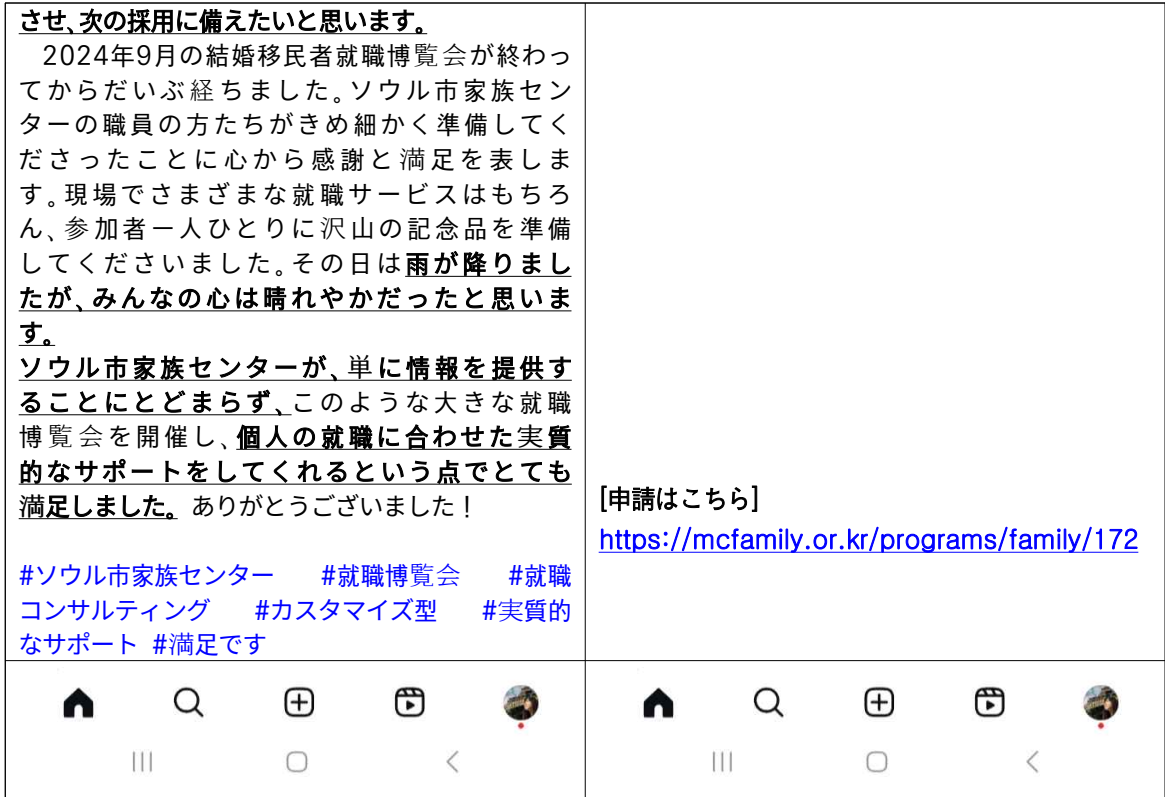 させ、次の採用に備えたいと思います。
2024年9月の結婚移民者就職博覧会が終わっ
てからだいぶ経ちました。ソウル市家族セン
ターの職員の方たちがきめ細かく準備してく
ださったことに心から感謝と満足を表しま
す。現場でさまざまな就職サービスはもちろ
ん、参加者一人ひとりに沢山の記念品を準備
してくださいました。その日は雨が降りまし
たが、みんなの心は晴れやかだったと思いま
す。
ソウル市家族センターが、単に情報を提供す
ることにとどまらず、このような大きな就職
博覧会を開催し、個人の就職に合わせた実質
的なサポートをしてくれるという点でとても
満足しました。ありがとうございました！
#ソウル市家族センター #就職博覧会 #就職
コンサルティング #カスタマイズ型 #実質的
なサポート #満足です
[申請はこちら]
https://mcfamily.or.kr/programs/family/172